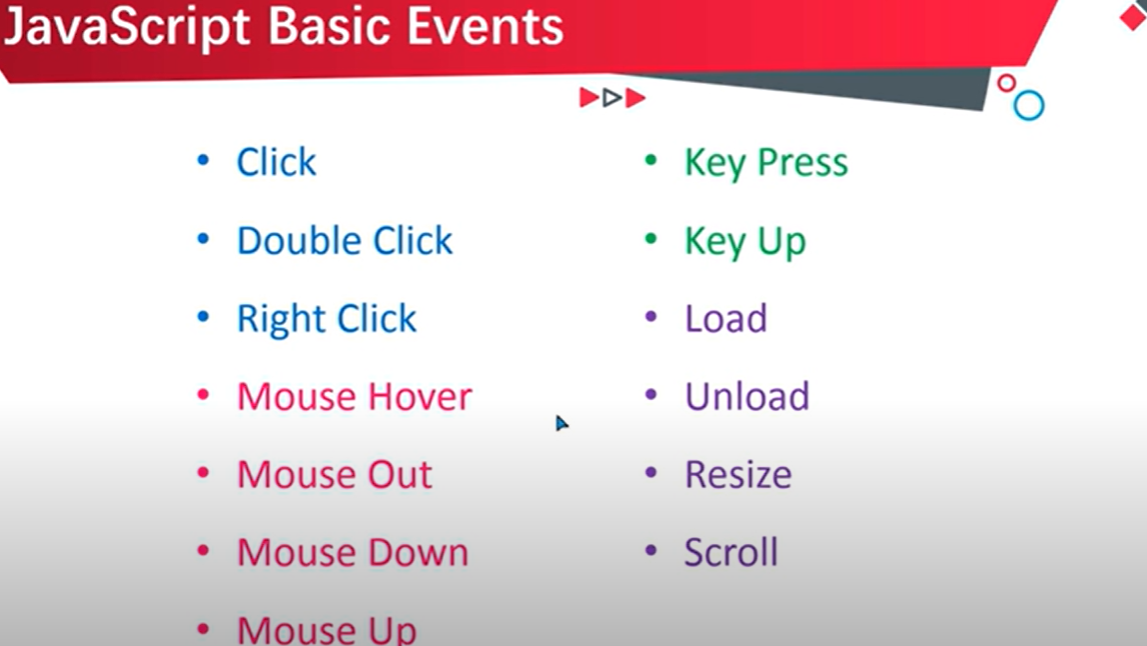 JavaScript Basic Events
• Click
• Double Click
• Right Click
• Mouse Hover
• Mouse Out
• Mouse Down
• Mouse Up
• Key Press
• Key Up
• Load
• Unload
• Resize
• Scroll